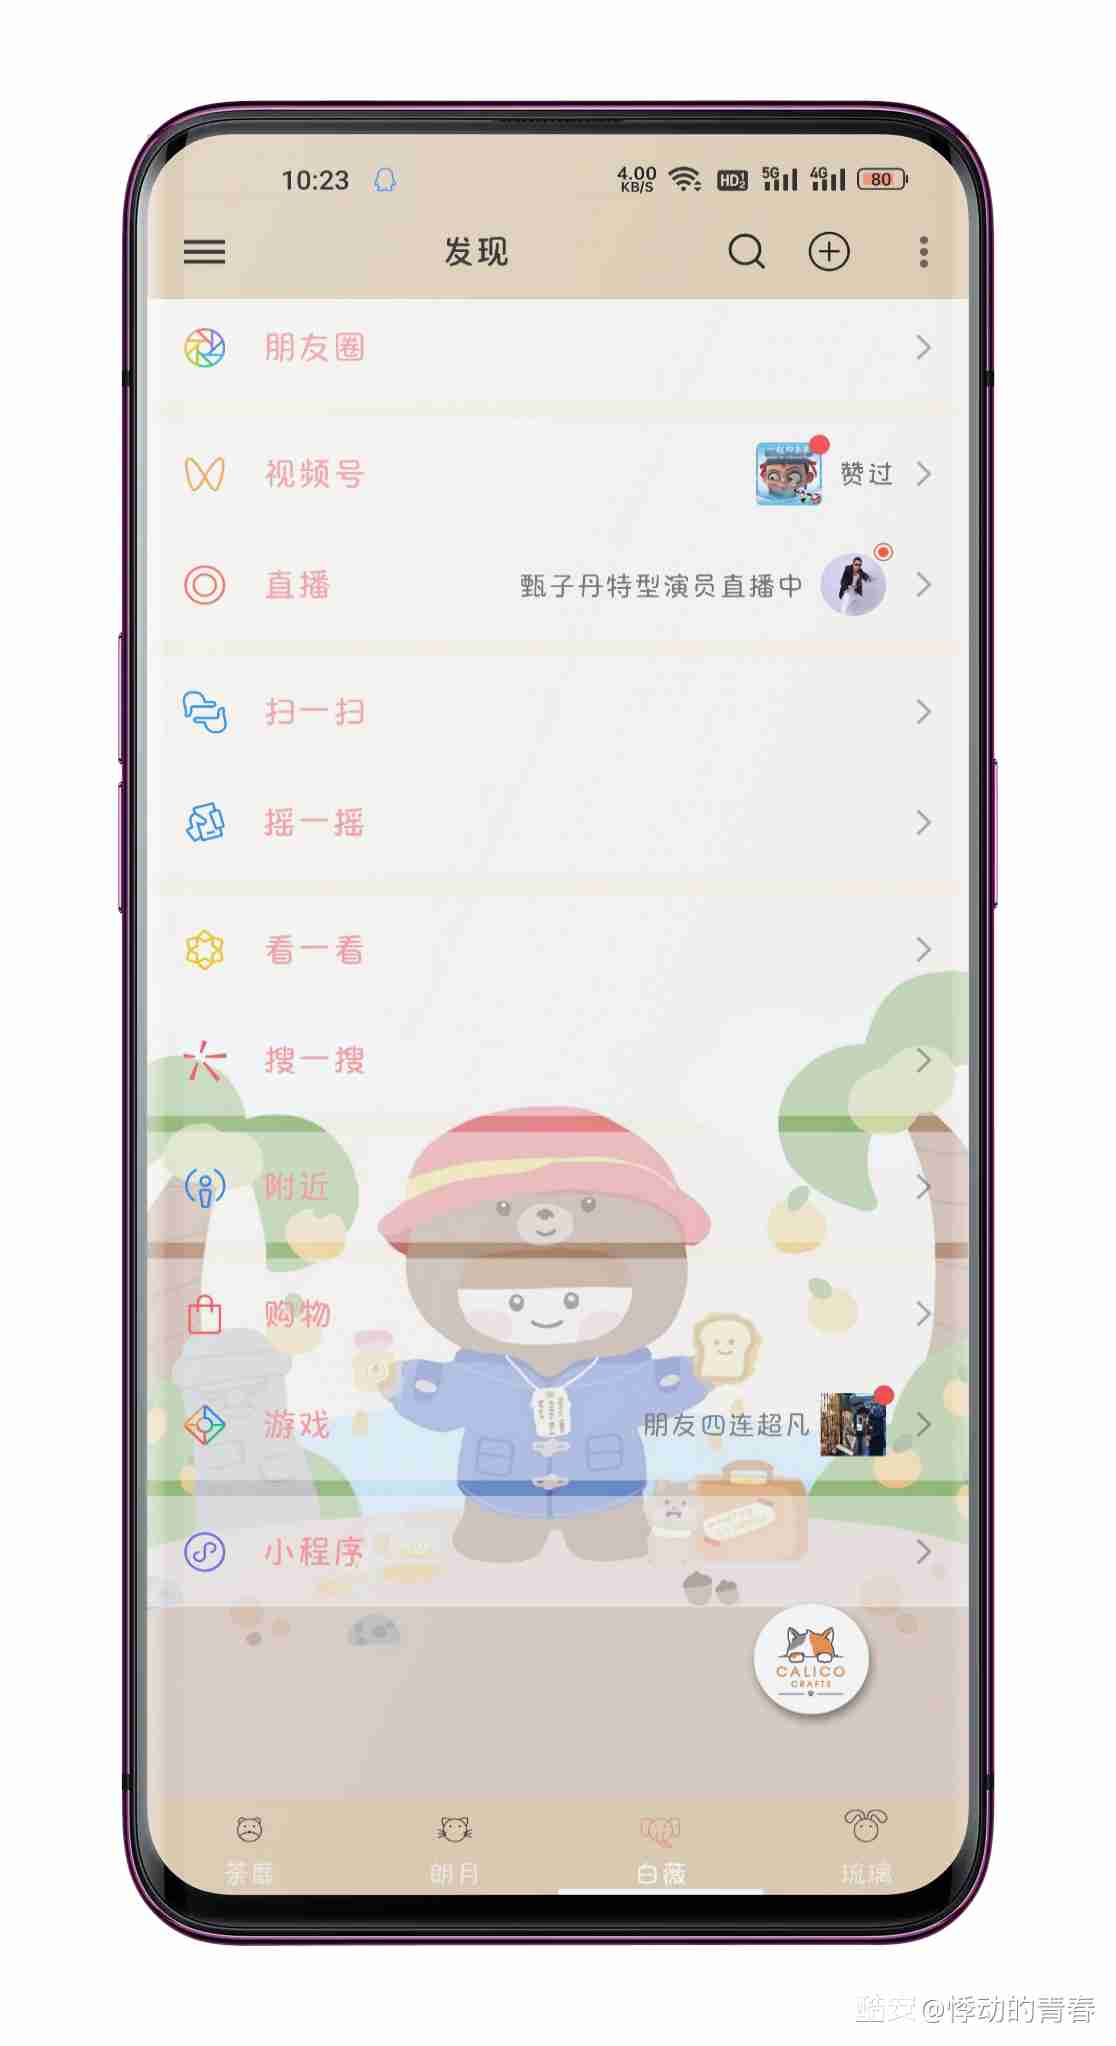 10:23
4.00 KB/S HD 5G 4G 80
发现
朋友圈
视频号 赞过
直播 甄子丹特型演员直播中
扫一扫
摇一摇
看一看
搜一搜
附近
购物
游戏 朋友四连超凡
小程序
CALICO
CRAFTS
茶靡 朗月 白薇 琉璃
酷安@悸动的青春